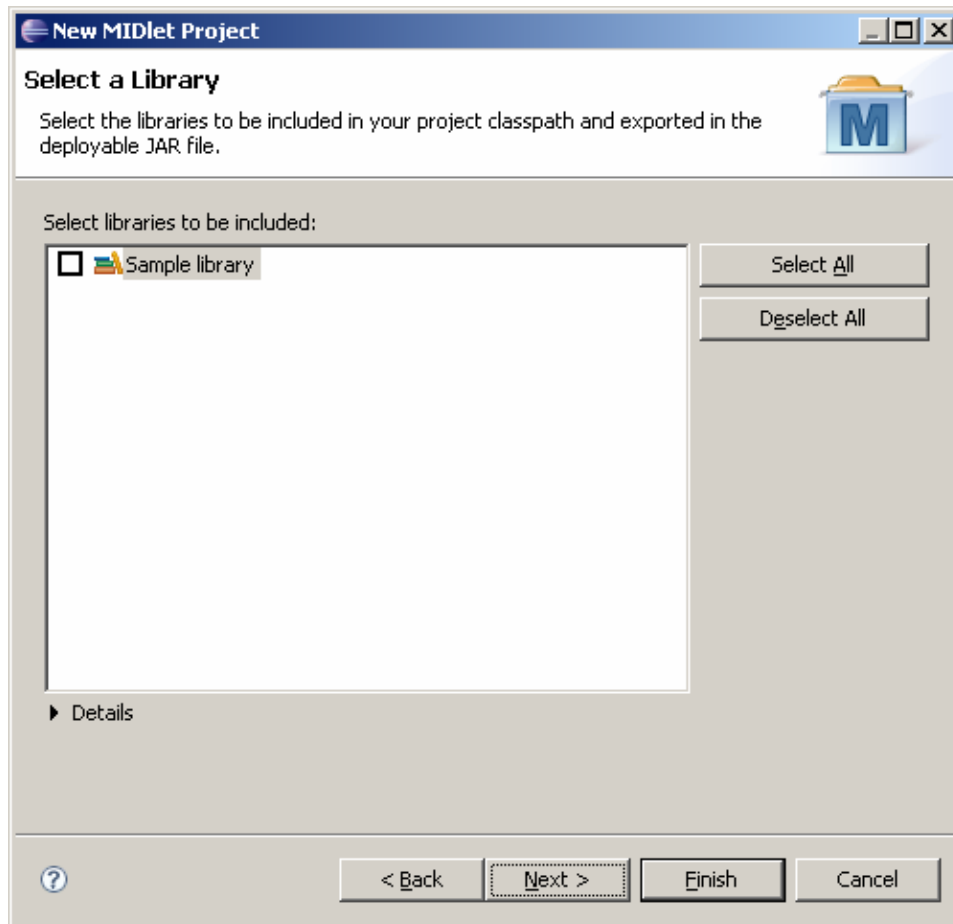 New MIDlet Project
Select a Library
Select the libraries to be included in your project classpath and exported in the
deployable JAR file.
M
Select libraries to be included:
Sample library
Select All
Deselect All
Details
?
< Back
Next >
Finish
Cancel